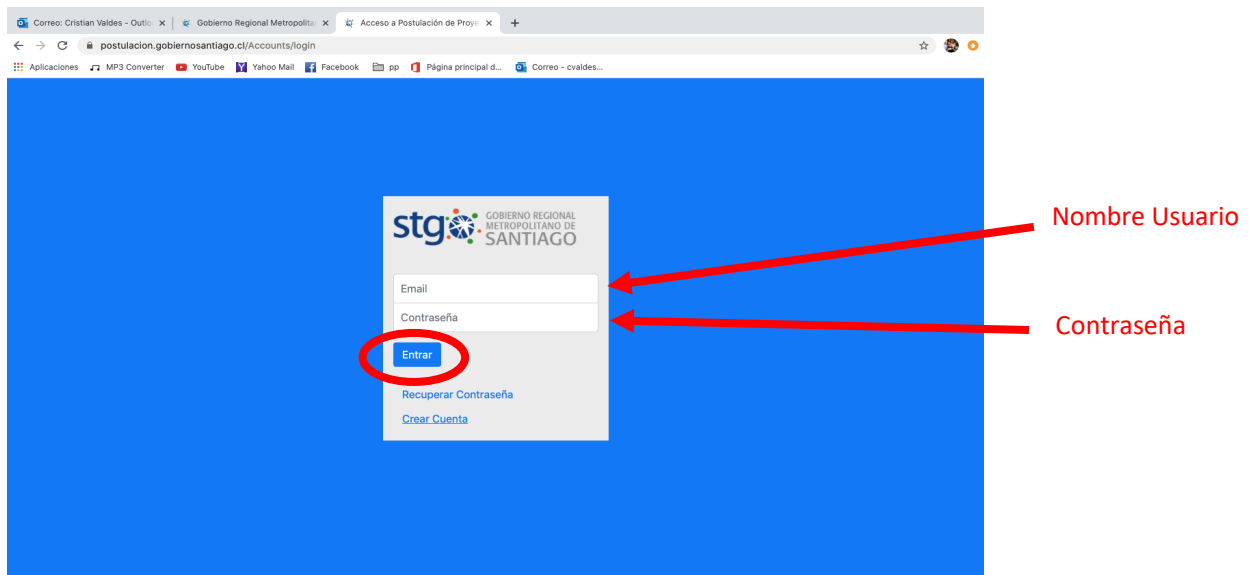 Correo: Cristian Valdes - Outlo
Gobierno Regional Metropolita
Acceso a Postulación de Proye
postulacion.gobiernosantiago.cl/Accounts/login
Aplicaciones MP3 Converter YouTube Yahoo Mail Facebook pp Página principal d... Correo - cvaldes...
stgo GOBIERNO REGIONAL
METROPOLITANO DE
SANTIAGO
Nombre Usuario
Email
Contraseña
Contraseña
Entrar
Recuperar Contraseña
Crear Cuenta